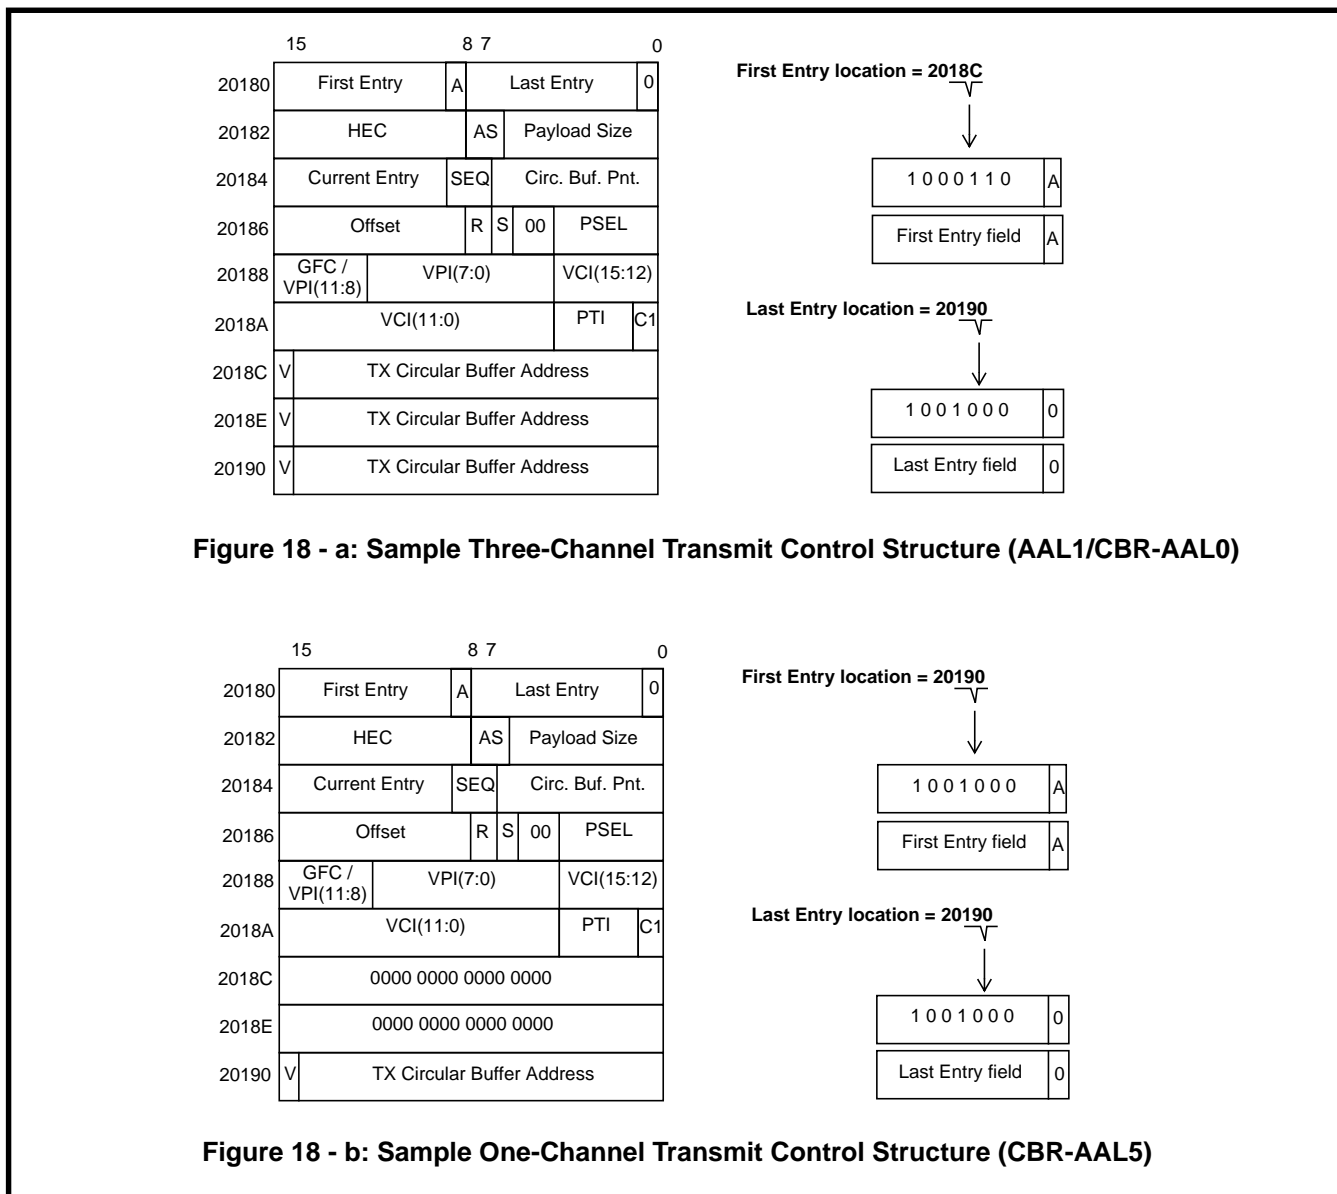 15 8 7 0
20180 First Entry A Last Entry 0
20182 HEC AS Payload Size
20184 Current Entry SEQ Circ. Buf. Pnt.
20186 Offset R S 00 PSEL
20188 GFC / VPI(11:8) VPI(7:0) VCI(15:12)
2018A VCI(11:0) PTI C1
2018C V TX Circular Buffer Address
2018E V TX Circular Buffer Address
20190 V TX Circular Buffer Address
First Entry location = 2018C
1 0 0 0 1 1 0 A
First Entry field A
Last Entry location = 20190
1 0 0 1 0 0 0 0
Last Entry field 0
Figure 18 - a: Sample Three-Channel Transmit Control Structure (AAL1/CBR-AAL0)
15 8 7 0
20180 First Entry A Last Entry 0
20182 HEC AS Payload Size
20184 Current Entry SEQ Circ. Buf. Pnt.
20186 Offset R S 00 PSEL
20188 GFC / VPI(11:8) VPI(7:0) VCI(15:12)
2018A VCI(11:0) PTI C1
2018C 0000 0000 0000 0000
2018E 0000 0000 0000 0000
20190 V TX Circular Buffer Address
First Entry location = 20190
1 0 0 1 0 0 0 A
First Entry field A
Last Entry location = 20190
1 0 0 1 0 0 0 0
Last Entry field 0
Figure 18 - b: Sample One-Channel Transmit Control Structure (CBR-AAL5)